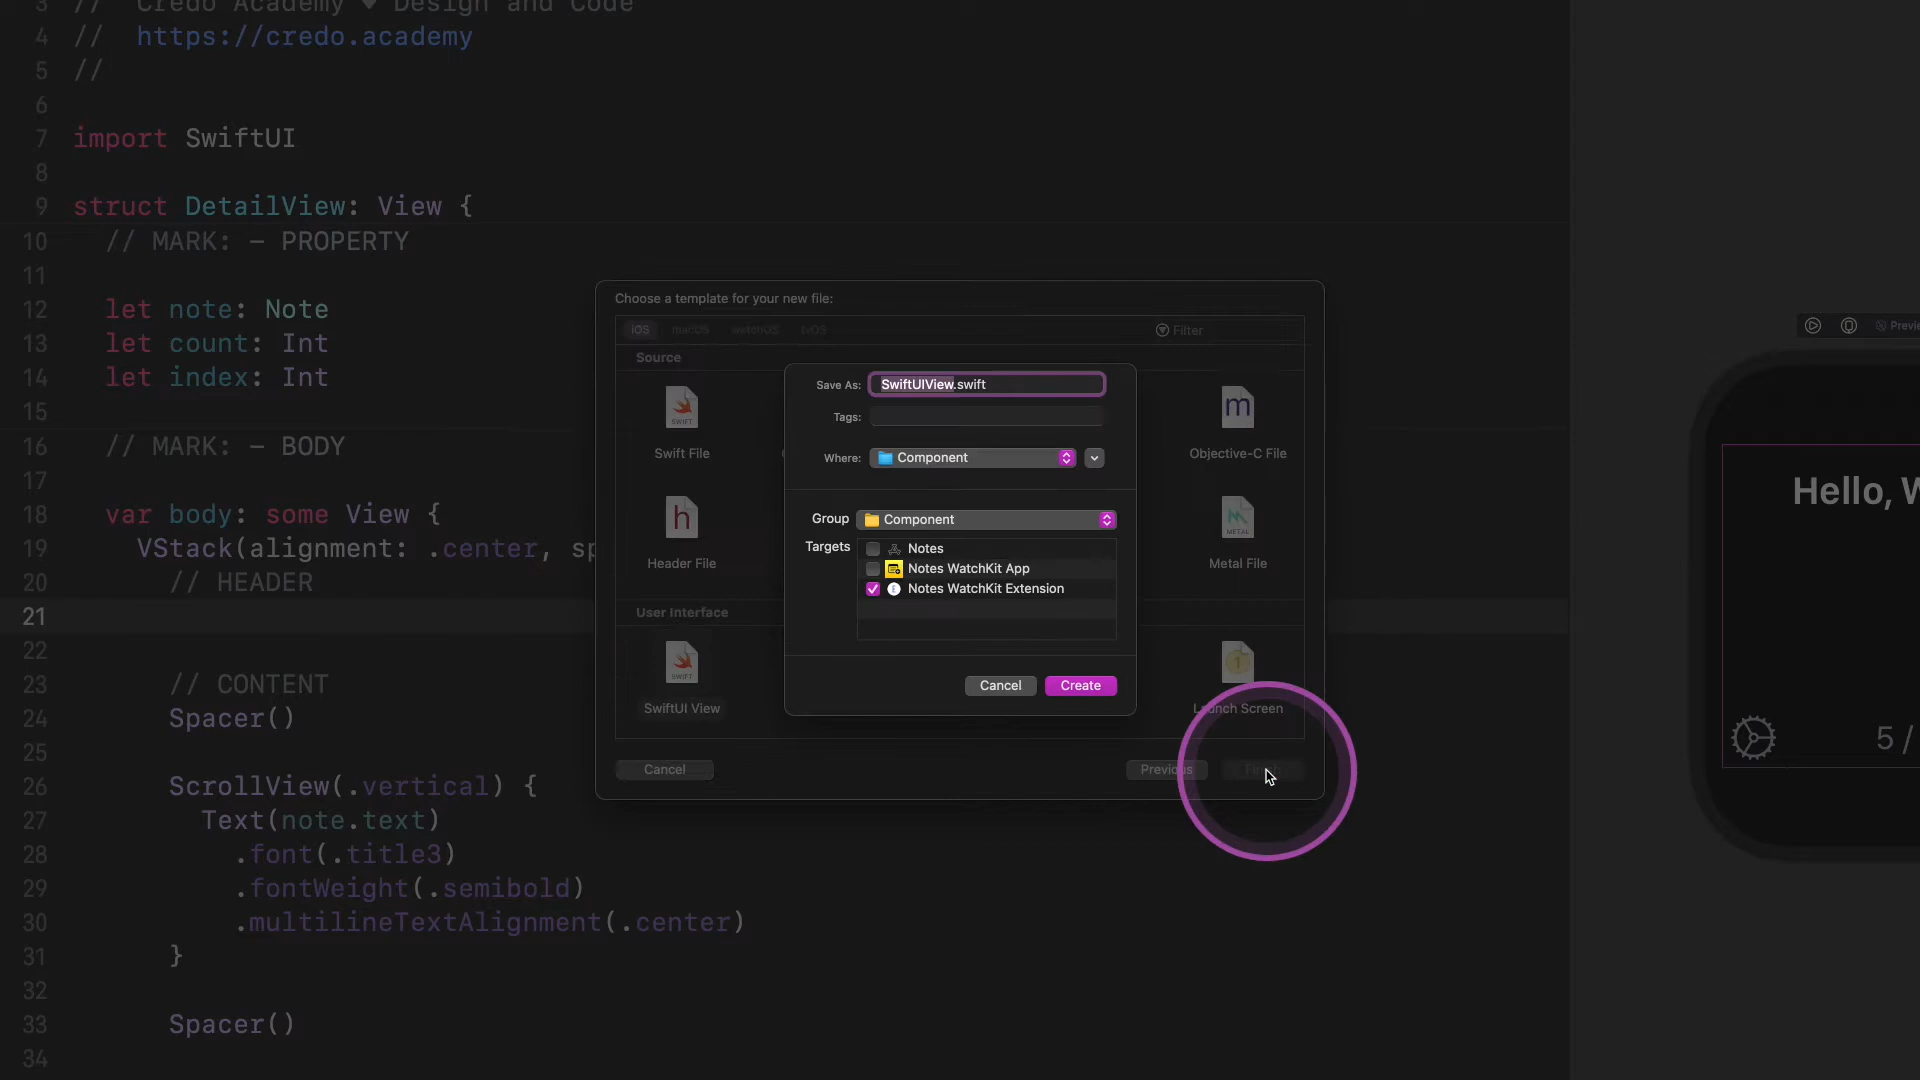 3 // Credo Academy ♥ Design and Code
4 // https://credo.academy
5 //
6
7 import SwiftUI
8
9 struct DetailView: View {
10 // MARK: - PROPERTY
11
12 let note: Note
13 let count: Int
14 let index: Int
15
16 // MARK: - BODY
17
18 var body: some View {
19 VStack(alignment: .center, sp
20 // HEADER
21
22
23 // CONTENT
24 Spacer()
25
26 ScrollView(.vertical) {
27 Text(note.text)
28 .font(.title3)
29 .fontWeight(.semibold)
30 .multilineTextAlignment(.center)
31 }
32
33 Spacer()
34
Choose a template for your new file:
iOS macOS watchOS tvOS
Filter
Source
Swift File
Objective-C File
Header File
Metal File
User Interface
SwiftUI View
Launch Screen
Cancel
Previous
Finish
Save As: SwiftUIView.swift
Tags:
Where: Component
Group Component
Targets
Notes
Notes WatchKit App
Notes WatchKit Extension
Cancel
Create
Hello, W
5 /